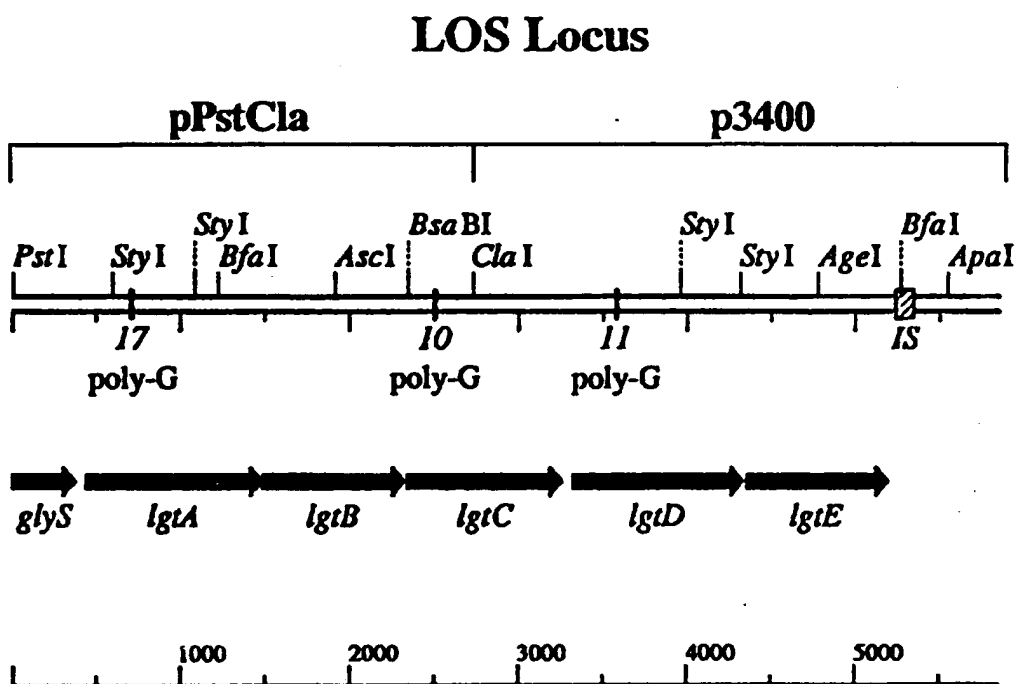 LOS Locus
pPstCla p3400
StyI BsaBI StyI BfaI
PstI StyI BfaI AscI ClaI StyI AgeI ApaI
17 10 11 IS
poly-G poly-G poly-G
glyS lgtA lgtB lgtC lgtD lgtE
1000 2000 3000 4000 5000